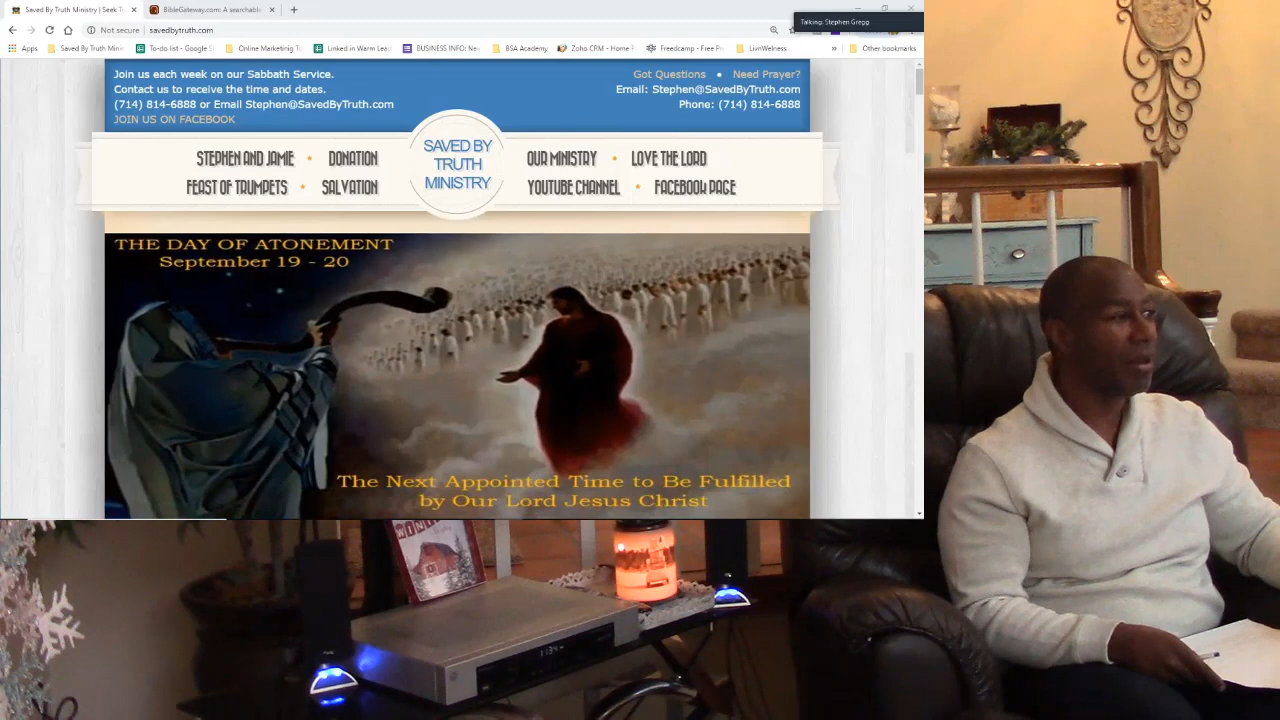 Saved By Truth Ministry | Seek T
BibleGateway.com: A searchable
Talking: Stephen Gregg
Not secure
savedbytruth.com
Apps
Saved By Truth Minis
To-do list - Google S
Online Marketing To
Linked in Warm Lead
BUSINESS INFO; Ne
BSA Academy
Zoho CRM - Home P
Freedcamp - Free Pr
LivnWelness
»
Other bookmarks
Join us each week on our Sabbath Service.
Contact us to receive the time and dates.
(714) 814-6888 or Email Stephen@SavedByTruth.com
JOIN US ON FACEBOOK
Got Questions • Need Prayer?
Email: Stephen@SavedByTruth.com
Phone: (714) 814-6888
STEPHEN AND JAMIE • DONATION
FEAST OF TRUMPETS • SALVATION
SAVED BY
TRUTH
MINISTRY
OUR MINISTRY • LOVE THE LORD
YOUTUBE CHANNEL • FACEBOOK PAGE
THE DAY OF ATONEMENT
September 19 - 20
The Next Appointed Time to Be Fulfilled
by Our Lord Jesus Christ
1134